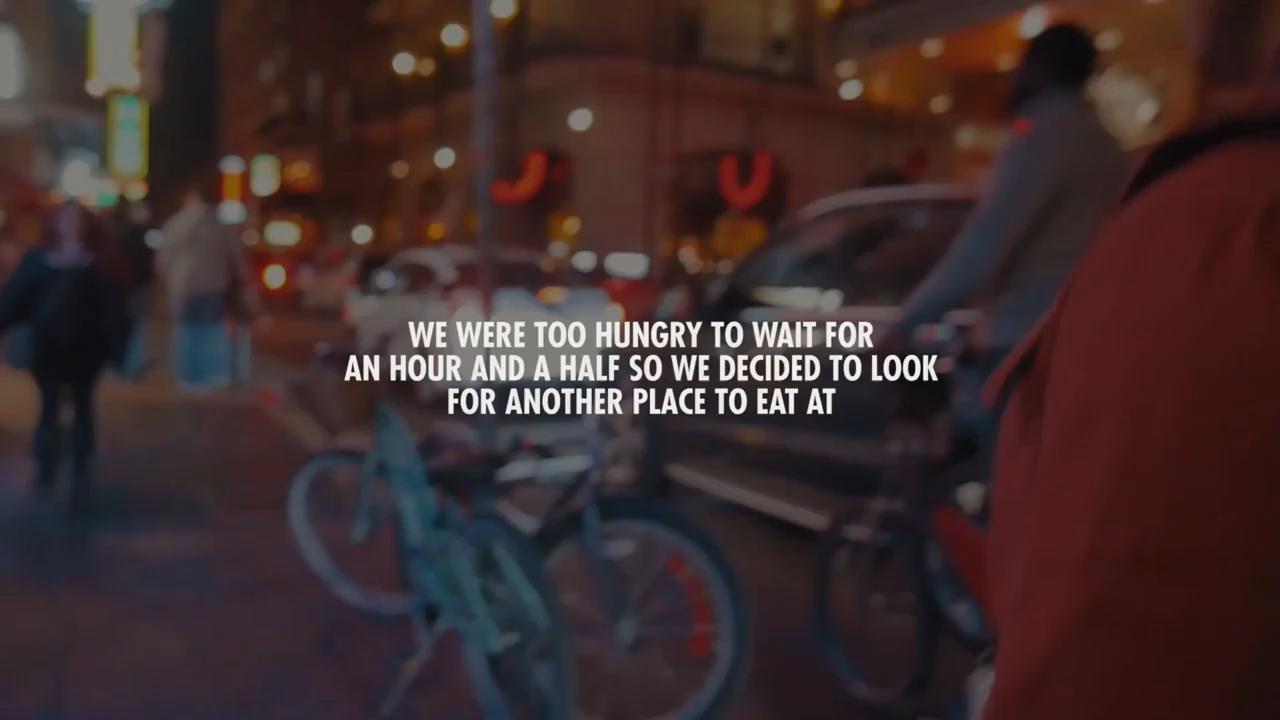 WE WERE TOO HUNGRY TO WAIT FOR
AN HOUR AND A HALF SO WE DECIDED TO LOOK
FOR ANOTHER PLACE TO EAT AT